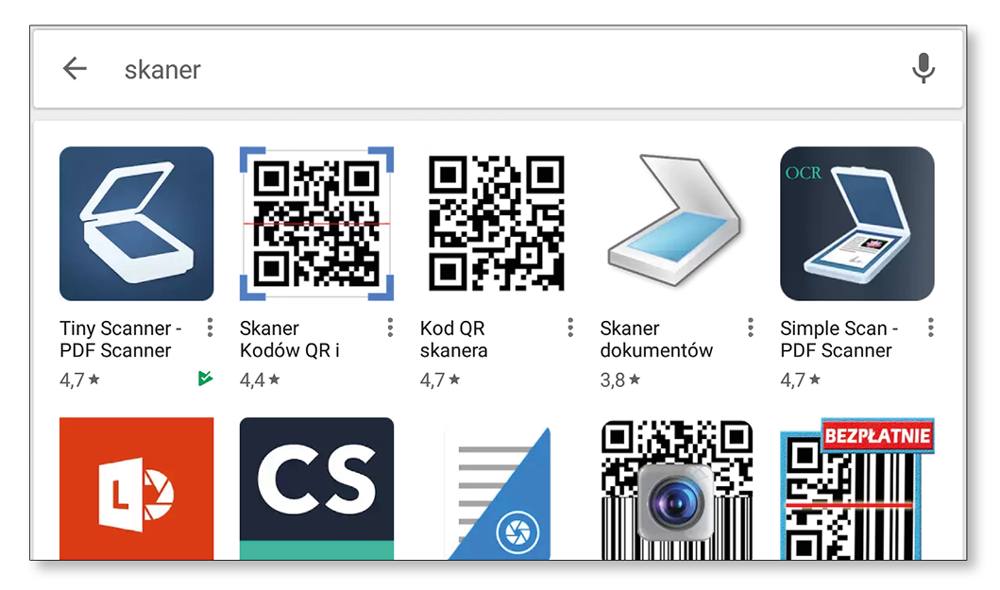 skaner
OCR
Tiny Scanner -
PDF Scanner
4,7★
Skaner
Kodów QR i
4,4★
Kod QR
skanera
4,7★
Skaner
dokumentów
3,8★
Simple Scan -
PDF Scanner
4,7★
L
CS
BEZPŁATNIE